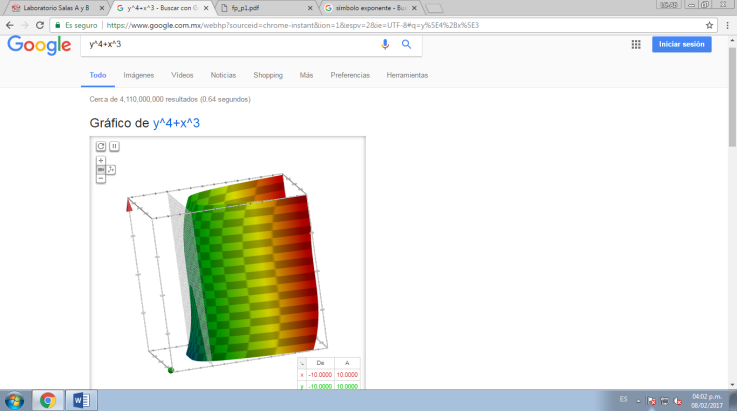 Laboratorio Salas A y B
y^4+x^3 - Buscar con G
fp_p1.pdf
símbolo exponente - Bus
Es seguro
https://www.google.com.mx/webhp?sourceid=chrome-instant&ion=1&espv=2&ie=UTF-8#q=y%5E4%2Bx%5E3
Google
y^4+x^3
Iniciar sesión
Todo Imágenes Vídeos Noticias Shopping Más Preferencias Herramientas
Cerca de 4,110.000,000 resultados (0.64 segundos)
Gráfico de y^4+x^3
De A
x -10.0000 10.0000
y -10.0000 10.0000
ES
04:02 p.m.
08/02/2017